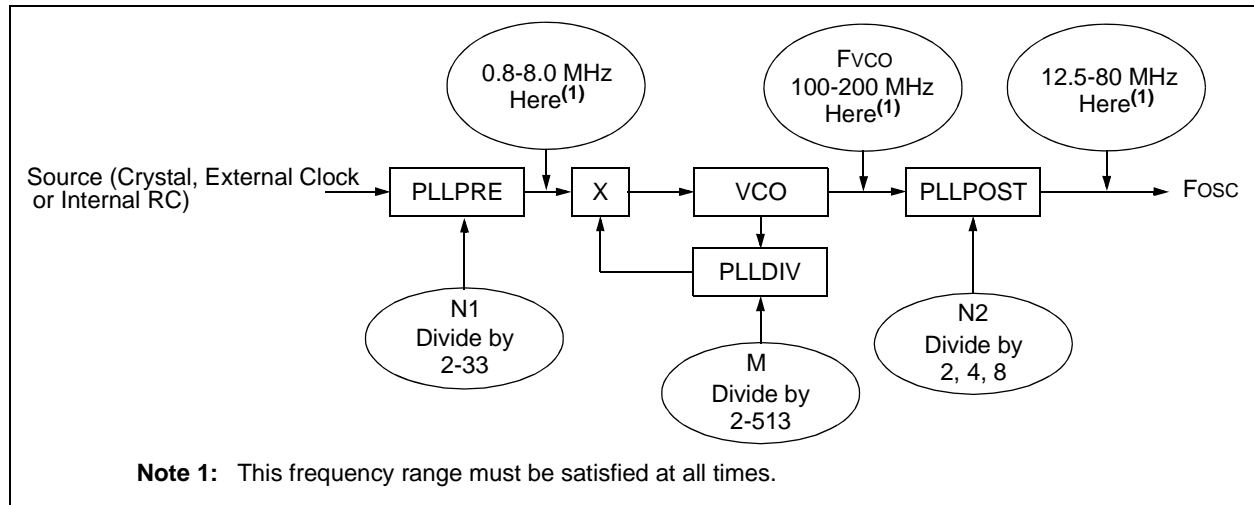 0.8-8.0 MHz
Here(1)
FVCO
100-200 MHz
Here(1)
12.5-80 MHz
Here(1)
Source (Crystal, External Clock
or Internal RC)
PLLPRE
X
VCO
PLLPOST
FOSC
PLLDIV
N1
Divide by
2-33
M
Divide by
2-513
N2
Divide by
2, 4, 8
Note 1: This frequency range must be satisfied at all times.